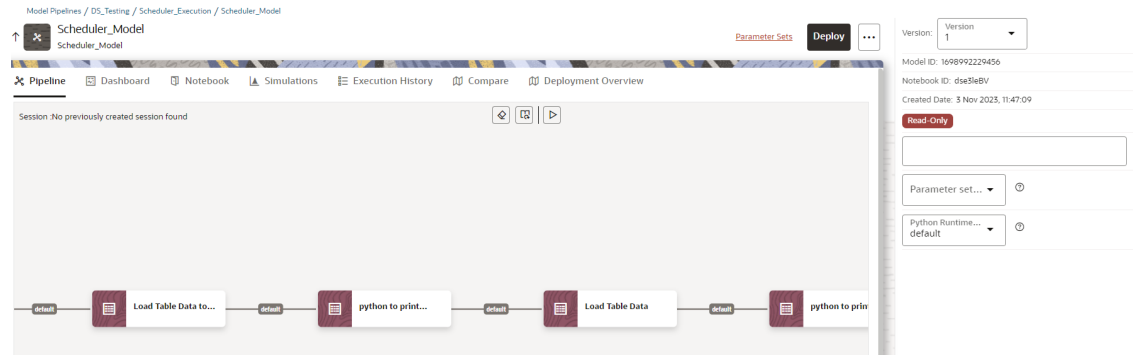 Model Pipelines / DS_Testing / Scheduler_Execution / Scheduler_Model
Scheduler_Model
Scheduler_Model
Parameter Sets
Deploy
...
Pipeline
Dashboard
Notebook
Simulations
Execution History
Compare
Deployment Overview
Session :No previously created session found
default
Load Table Data to...
default
python to print...
default
Load Table Data
default
python to prin
Version:
Version
1
Model ID: 1698992229456
Notebook ID: dse3leBV
Created Date: 3 Nov 2023, 11:47:09
Read-Only
Parameter set...
Python Runtime...
default